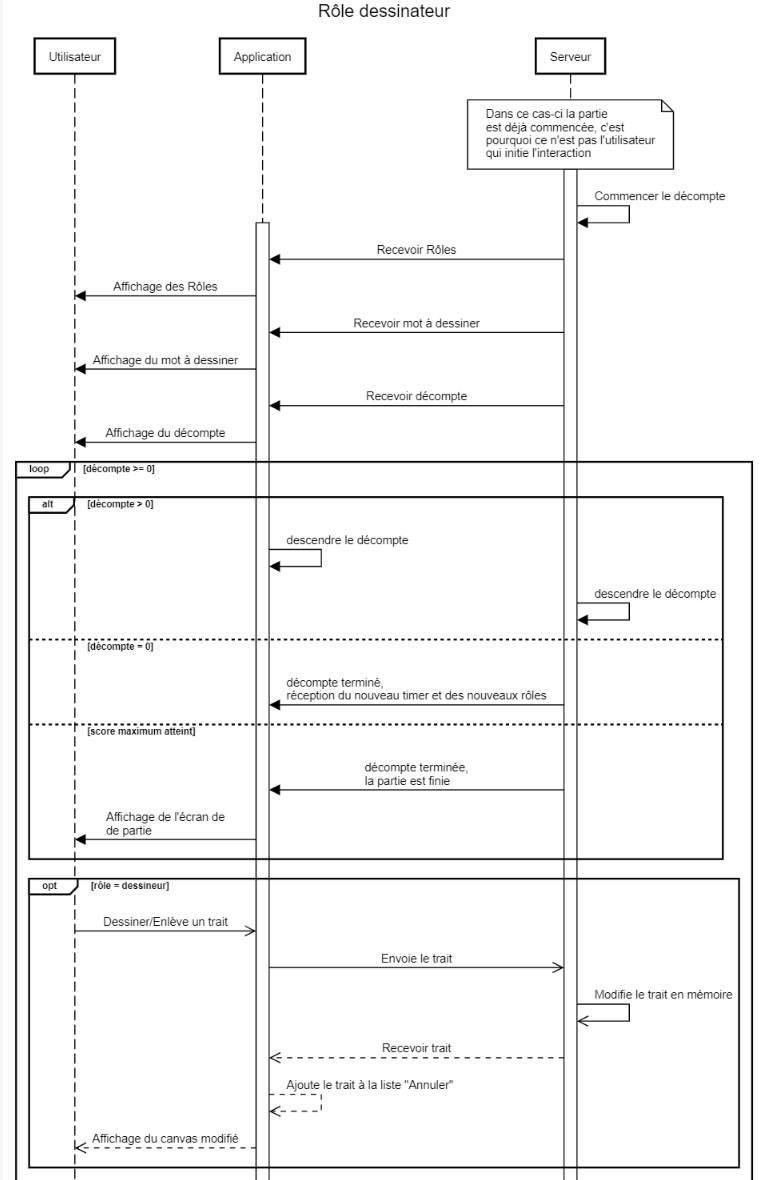 Rôle dessinateur
Utilisateur
Application
Serveur
Dans ce cas-ci la partie
est déjà commencée, c'est
pourquoi ce n'est pas l'utilisateur
qui initie l'interaction
Commencer le décompte
Recevoir Rôles
Affichage des Rôles
Recevoir mot à dessiner
Affichage du mot à dessiner
Recevoir décompte
Affichage du décompte
loop
[décompte >= 0]
alt
[décompte > 0]
descendre le décompte
descendre le décompte
[décompte = 0]
décompte terminé,
réception du nouveau timer et des nouveaux rôles
[score maximum atteint]
décompte terminée,
la partie est finie
Affichage de l'écran de
de partie
opt
[rôle = dessineur]
Dessiner/Enlève un trait
Envoie le trait
Modifie le trait en mémoire
Recevoir trait
Ajoute le trait à la liste "Annuler"
Affichage du canvas modifié